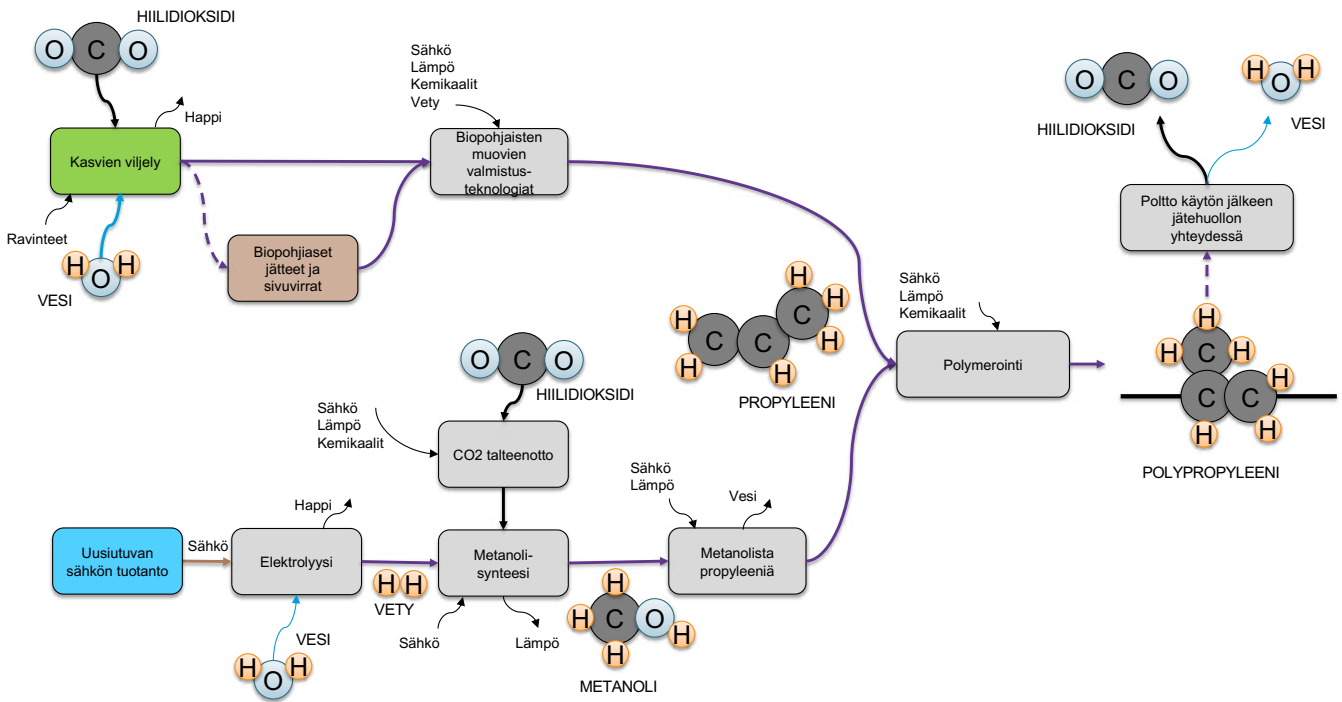 HIILIDIOKSIDI
O C O
Happi
Kasvien viljely
Ravinteet
H H
O
VESI
Biopohjiaset
jätteet ja
sivuvirrat
Sähkö
Lämpö
Kemikaalit
Vety
Biopohjaisten
muovien
valmistus-
teknologiat
O C O
HIILIDIOKSIDI
Sähkö
Lämpö
Kemikaalit
CO2 talteenotto
Uusiutuvan
sähkön tuotanto
Sähkö
Happi
Elektrolyysi
VESI
H H
O
H H
VETY
Metanoli-
synteesi
Sähkö
Lämpö
H
H C O
H H
METANOLI
Sähkö
Lämpö
Vesi
Metanolista
propyleeniä
H
H C H
C C H
H H
PROPYLEENI
Sähkö
Lämpö
Kemikaalit
Polymerointi
O C O
HIILIDIOKSIDI
H H
O
VESI
Poltto käytön jälkeen
jätehuollon
yhteydessä
H
H C H
C C H
H H
POLYPROPYLEENI